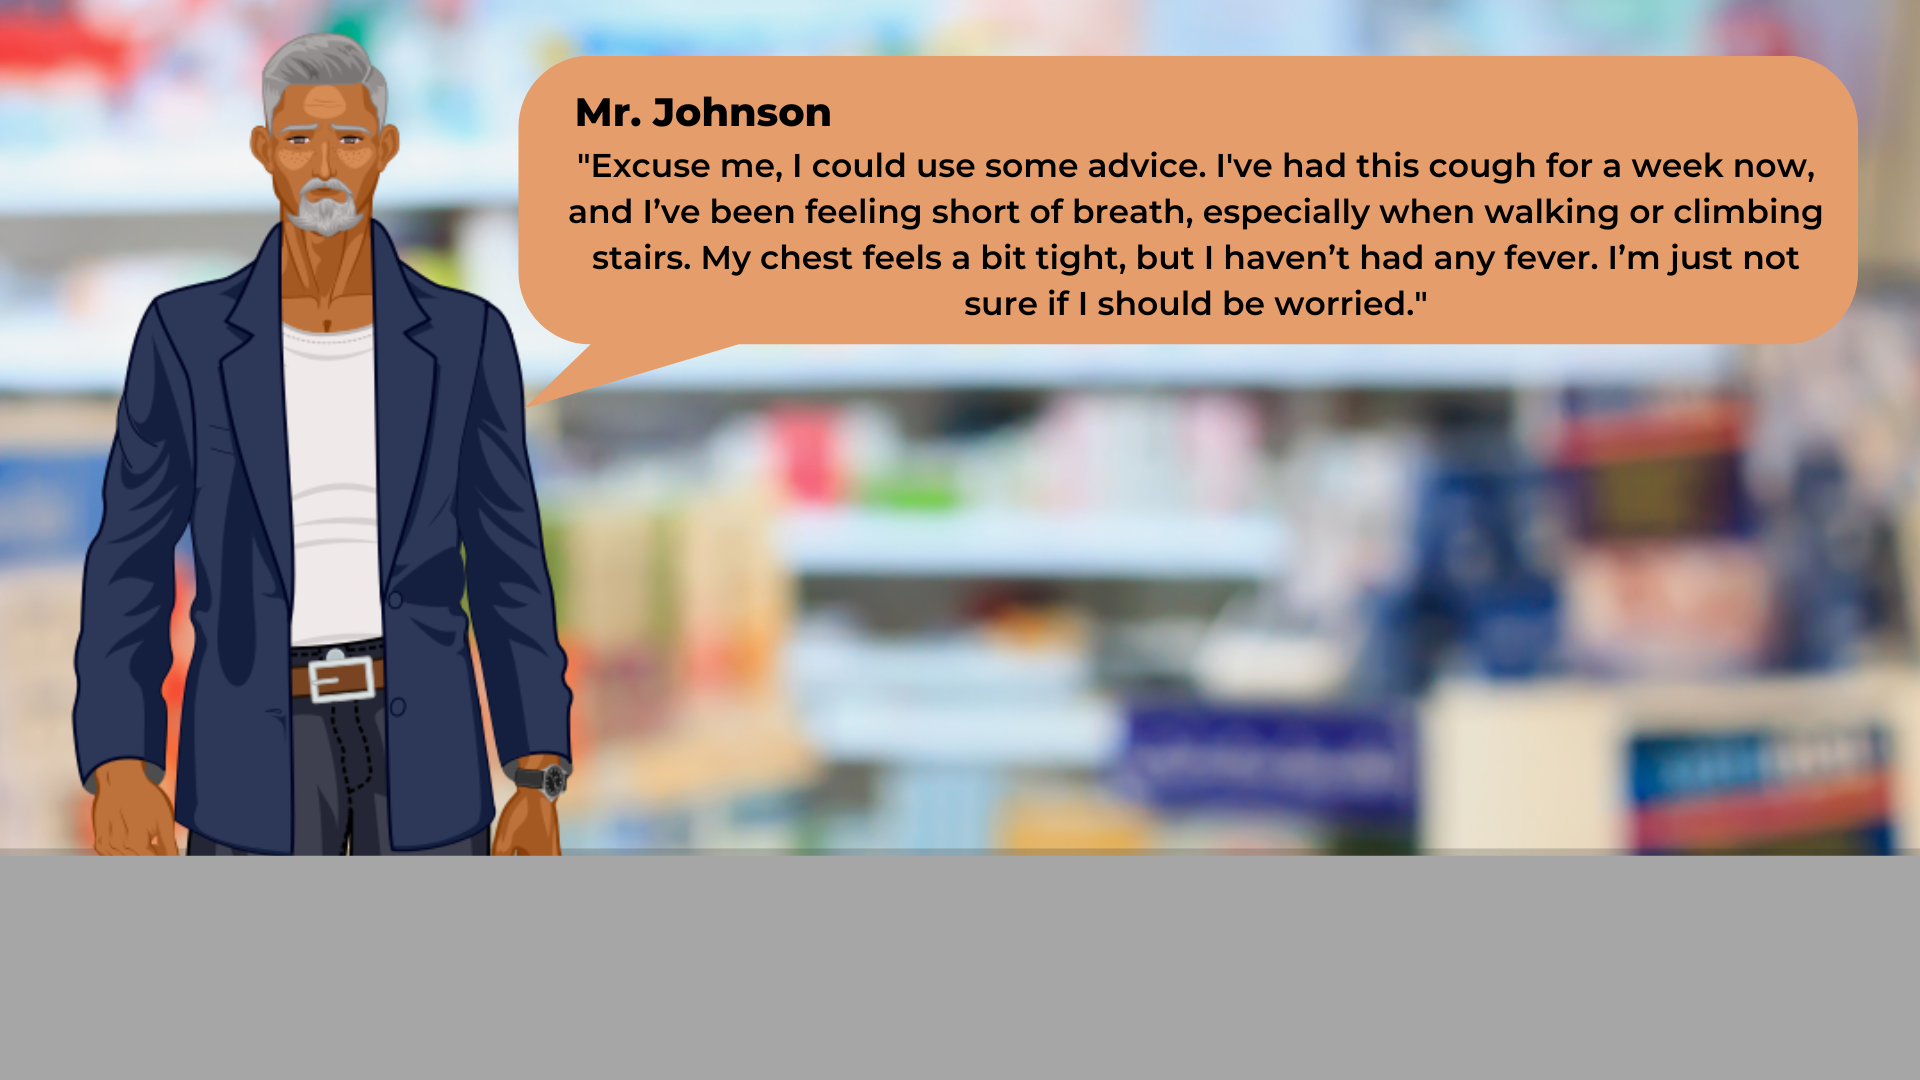 Mr. Johnson
"Excuse me, I could use some advice. I've had this cough for a week now,
and I’ve been feeling short of breath, especially when walking or climbing
stairs. My chest feels a bit tight, but I haven’t had any fever. I’m just not
sure if I should be worried."